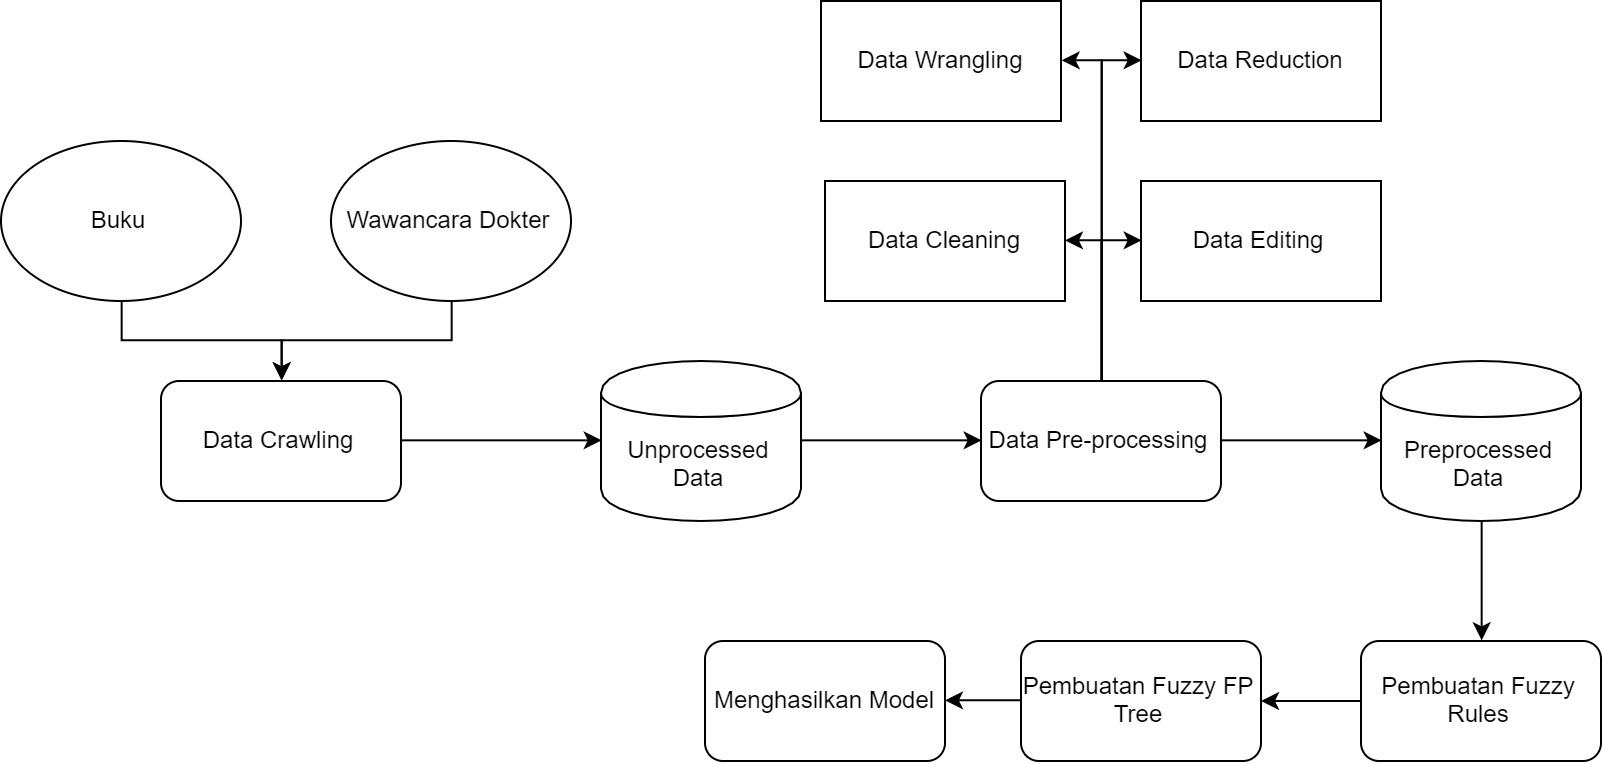 Data Wrangling
Data Reduction
Buku
Wawancara Dokter
Data Cleaning
Data Editing
Data Crawling
Unprocessed
Data
Data Pre-processing
Preprocessed
Data
Menghasilkan Model
Pembuatan Fuzzy FP
Tree
Pembuatan Fuzzy
Rules